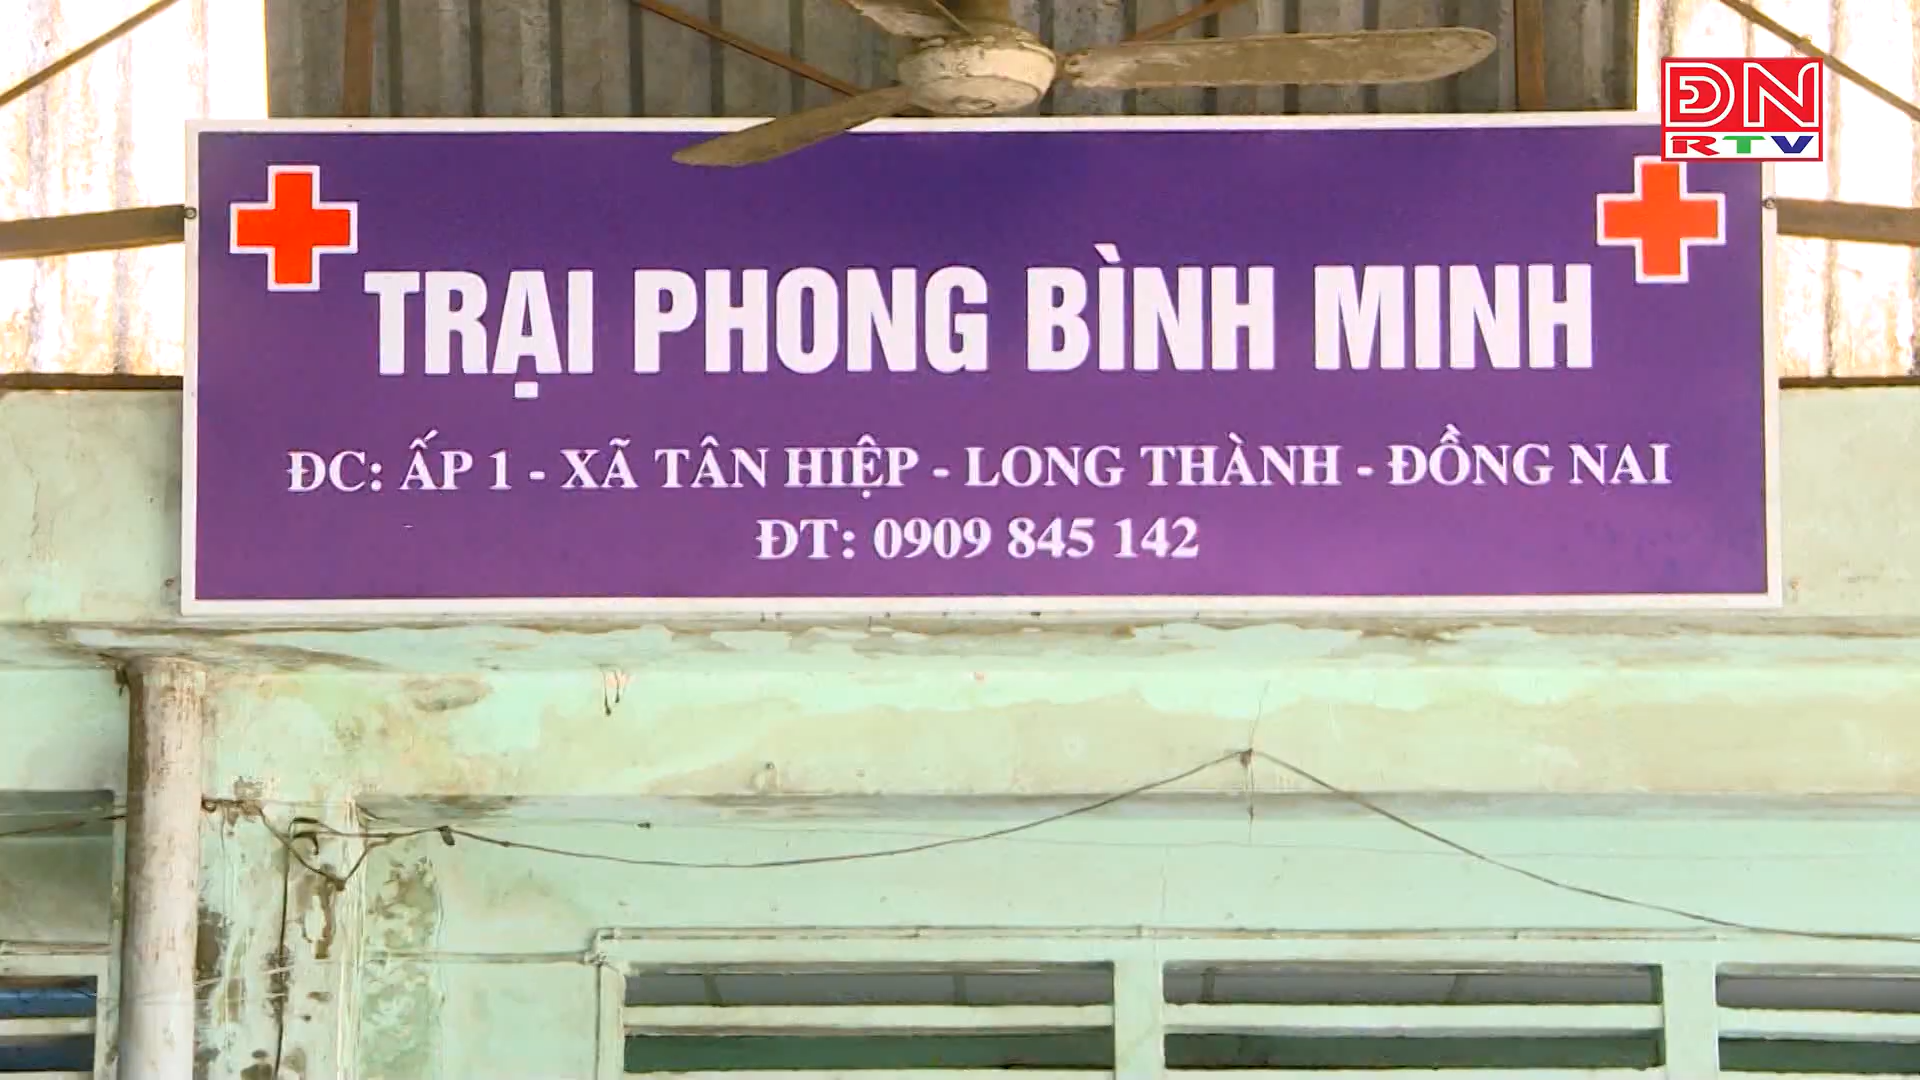 ĐN
RTV
TRẠI PHONG BÌNH MINH
ĐC: ẤP 1 - XÃ TÂN HIỆP - LONG THÀNH - ĐỒNG NAI
ĐT: 0909 845 142